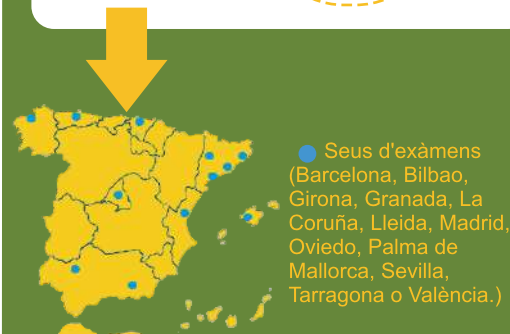 Seus d'exàmens
(Barcelona, Bilbao,
Girona, Granada, La
Coruña, Lleida, Madrid,
Oviedo, Palma de
Mallorca, Sevilla,
Tarragona o València.)